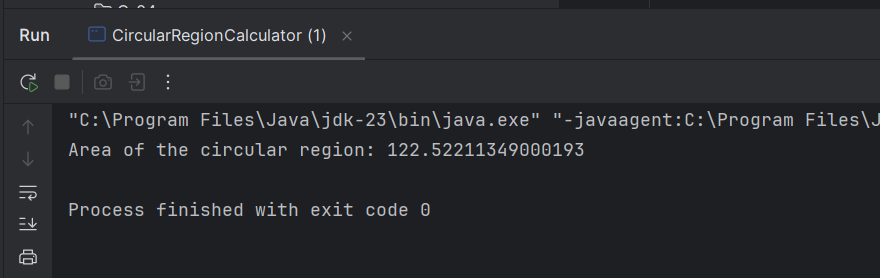 Run CircularRegionCalculator (1)
"C:\Program Files\Java\jdk-23\bin\java.exe" "-javaagent:C:\Program Files\J
Area of the circular region: 122.52211349000193
Process finished with exit code 0